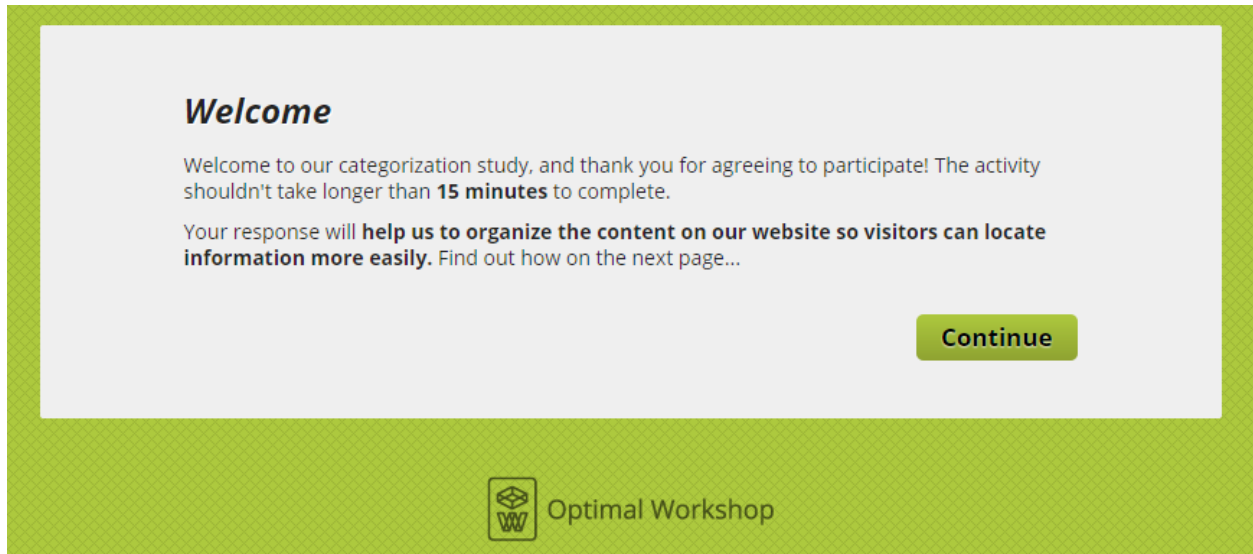 Welcome
Welcome to our categorization study, and thank you for agreeing to participate! The activity
shouldn't take longer than 15 minutes to complete.
Your response will help us to organize the content on our website so visitors can locate
information more easily. Find out how on the next page...
Continue
Optimal Workshop